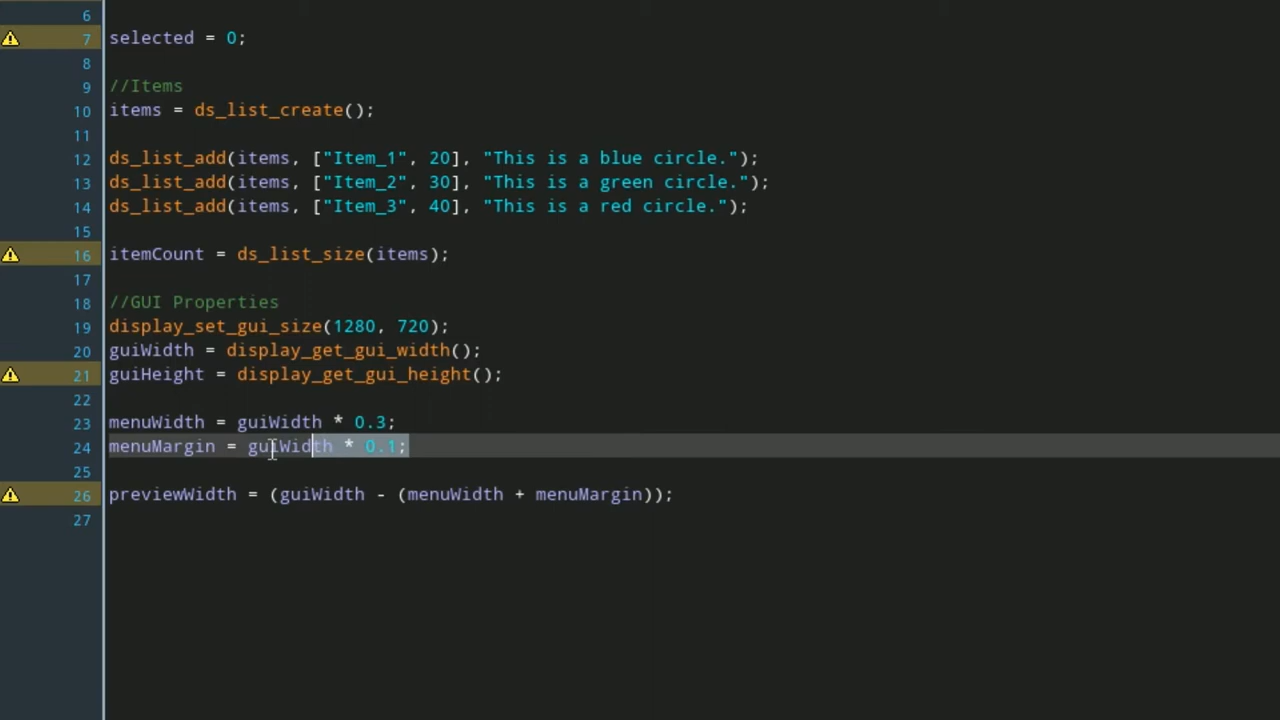 6
7 selected = 0;
8
9 //Items
10 items = ds_list_create();
11
12 ds_list_add(items, ["Item_1", 20], "This is a blue circle.");
13 ds_list_add(items, ["Item_2", 30], "This is a green circle.");
14 ds_list_add(items, ["Item_3", 40], "This is a red circle.");
15
16 itemCount = ds_list_size(items);
17
18 //GUI Properties
19 display_set_gui_size(1280, 720);
20 guiWidth = display_get_gui_width();
21 guiHeight = display_get_gui_height();
22
23 menuWidth = guiWidth * 0.3;
24 menuMargin = guiWidth * 0.1;
25
26 previewWidth = (guiWidth - (menuWidth + menuMargin));
27